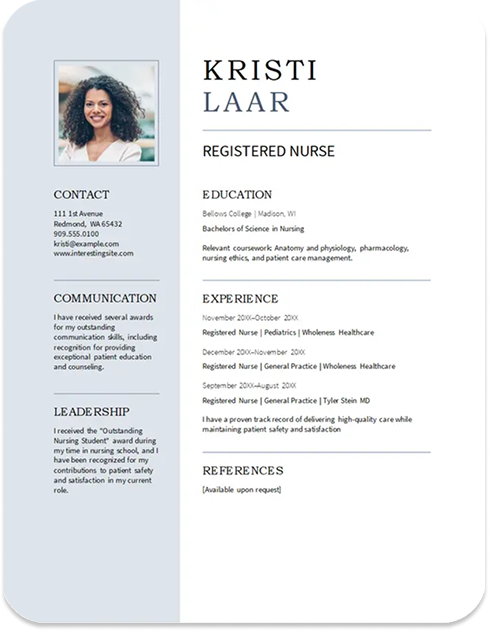 KRISTI
LAAR
REGISTERED NURSE
CONTACT
111 1st Avenue
Redmond, WA 65432
909.555.0100
kristi@example.com
www.interestingsite.com
COMMUNICATION
I have received several awards
for my outstanding
communication skills, including
recognition for providing
exceptional patient education
and counseling.
LEADERSHIP
I received the "Outstanding
Nursing Student" award during
my time in nursing school, and I
have been recognized for my
contributions to patient safety
and satisfaction in my current
role.
EDUCATION
Bellows College | Madison, WI
Bachelors of Science in Nursing
Relevant coursework: Anatomy and physiology, pharmacology,
nursing ethics, and patient care management.
EXPERIENCE
November 20XX–October 20XX
Registered Nurse | Pediatrics | Wholeness Healthcare
December 20XX–November 20XX
Registered Nurse | General Practice | Wholeness Healthcare
September 20XX–August 20XX
Registered Nurse | General Practice | Tyler Stein MD
I have a proven track record of delivering high-quality care while
maintaining patient safety and satisfaction
REFERENCES
[Available upon request]